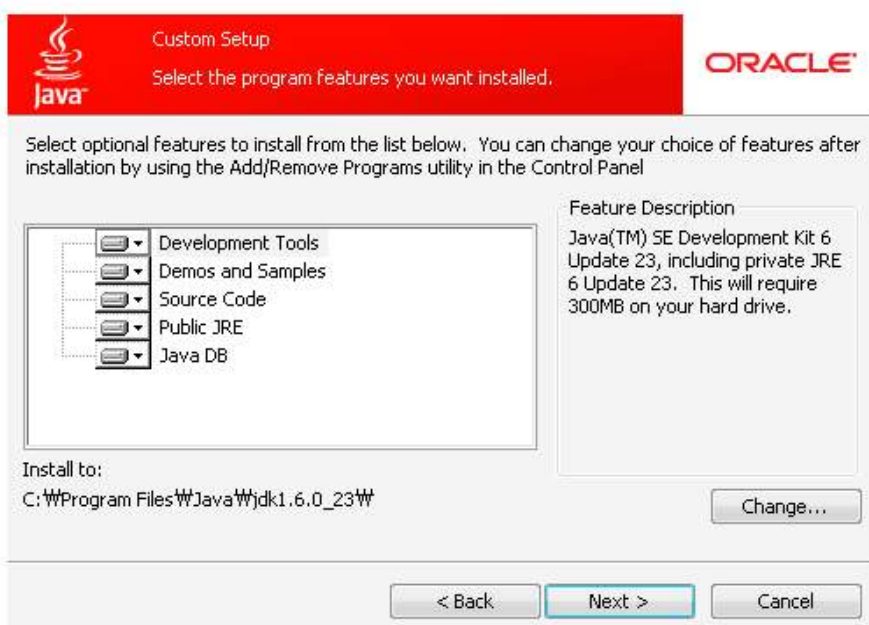 Custom Setup
Select the program features you want installed.
Java™
ORACLE®
Select optional features to install from the list below. You can change your choice of features after
installation by using the Add/Remove Programs utility in the Control Panel
Development Tools
Demos and Samples
Source Code
Public JRE
Java DB
Feature Description
Java(TM) SE Development Kit 6
Update 23, including private JRE
6 Update 23. This will require
300MB on your hard drive.
Install to:
C:₩Program Files₩Java₩jdk1.6.0_23₩
Change...
< Back
Next >
Cancel